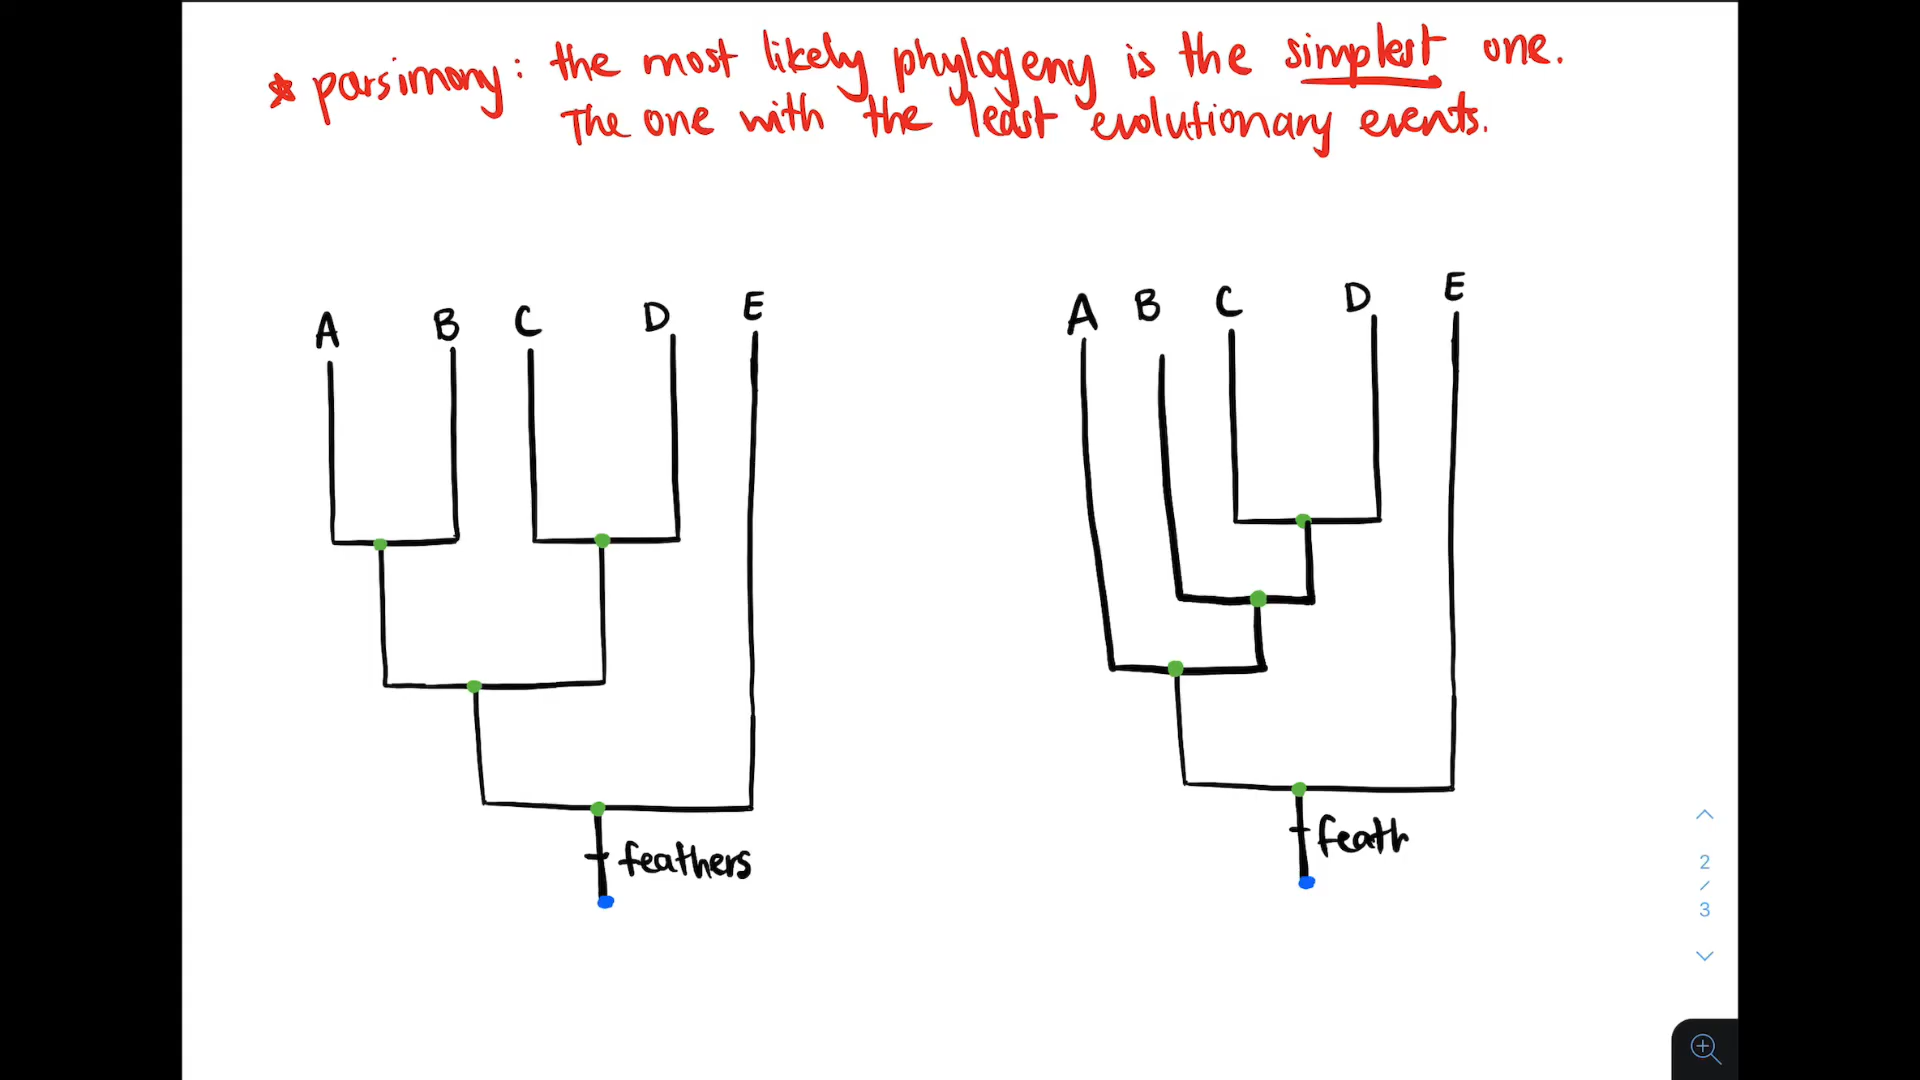 * parsimony: the most likely phylogeny is the simplest one.
The one with the least evolutionary events.
A B C D E
A B C D E
feathers
feath
2
/
3